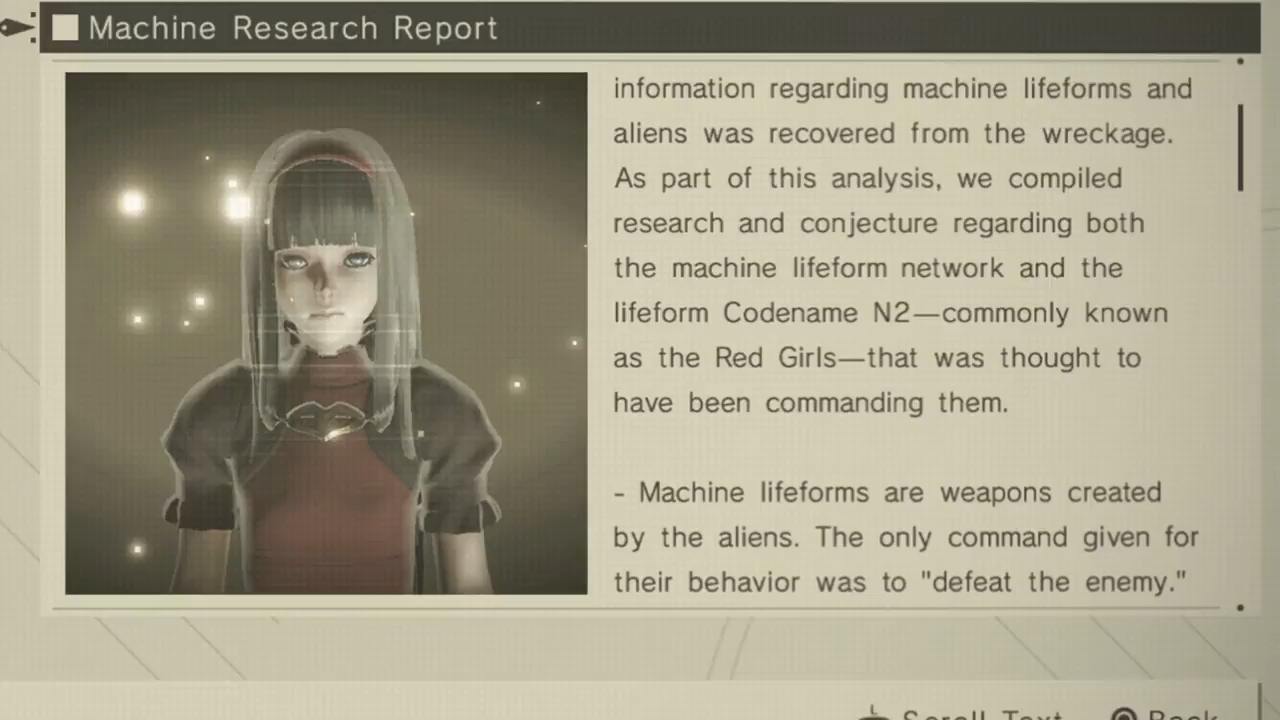 Machine Research Report
information regarding machine lifeforms and
aliens was recovered from the wreckage.
As part of this analysis, we compiled
research and conjecture regarding both
the machine lifeform network and the
lifeform Codename N2—commonly known
as the Red Girls—that was thought to
have been commanding them.
- Machine lifeforms are weapons created
by the aliens. The only command given for
their behavior was to "defeat the enemy."
Scroll Text
Back